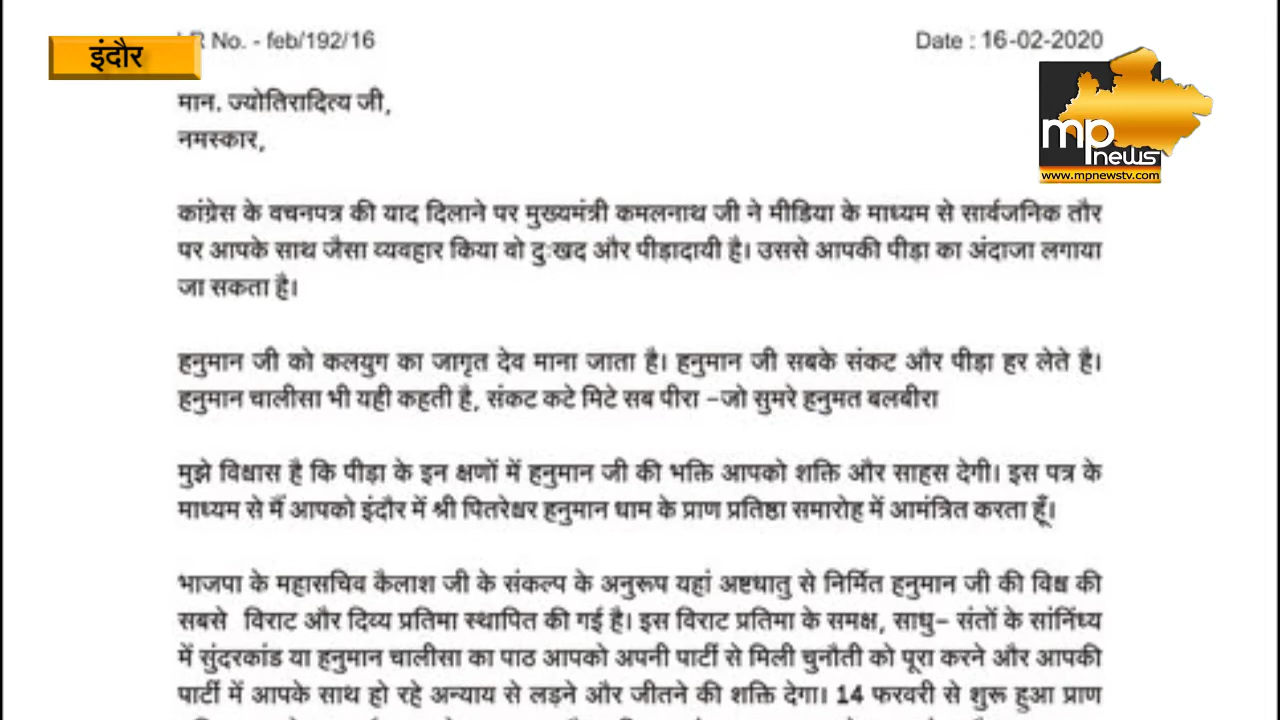 R No. - feb/192/16
Date : 16-02-2020
इंदौर
mp
news
www.mpnewstv.com
मान. ज्योतिरादित्य जी,
नमस्कार,
कांग्रेस के वचनपत्र की याद दिलाने पर मुख्यमंत्री कमलनाथ जी ने मीडिया के माध्यम से सार्वजनिक तौर
पर आपके साथ जैसा व्यवहार किया वो दुःखद और पीड़ादायी है। उससे आपकी पीड़ा का अंदाजा लगाया
जा सकता है।
हनुमान जी को कलयुग का जागृत देव माना जाता है। हनुमान जी सबके संकट और पीड़ा हर लेते है।
हनुमान चालीसा भी यही कहती है, संकट कटे मिटे सब पीरा –जो सुमरे हनुमत बलबीरा
मुझे विश्वास है कि पीड़ा के इन क्षणों में हनुमान जी की भक्ति आपको शक्ति और साहस देगी। इस पत्र के
माध्यम से मैं आपको इंदौर में श्री पितरेश्वर हनुमान धाम के प्राण प्रतिष्ठा समारोह में आमंत्रित करता हूँ।
भाजपा के महासचिव कैलाश जी के संकल्प के अनुरूप यहां अष्टधातु से निर्मित हनुमान जी की विश्व की
सबसे विराट और दिव्य प्रतिमा स्थापित की गई है। इस विराट प्रतिमा के समक्ष, साधु– संतों के सांनिंध्य
में सुंदरकांड या हनुमान चालीसा का पाठ आपको अपनी पार्टी से मिली चुनौती को पूरा करने और आपकी
पार्टी में आपके साथ हो रहे अन्याय से लड़ने और जीतने की शक्ति देगा। 14 फरवरी से शुरू हुआ प्राण